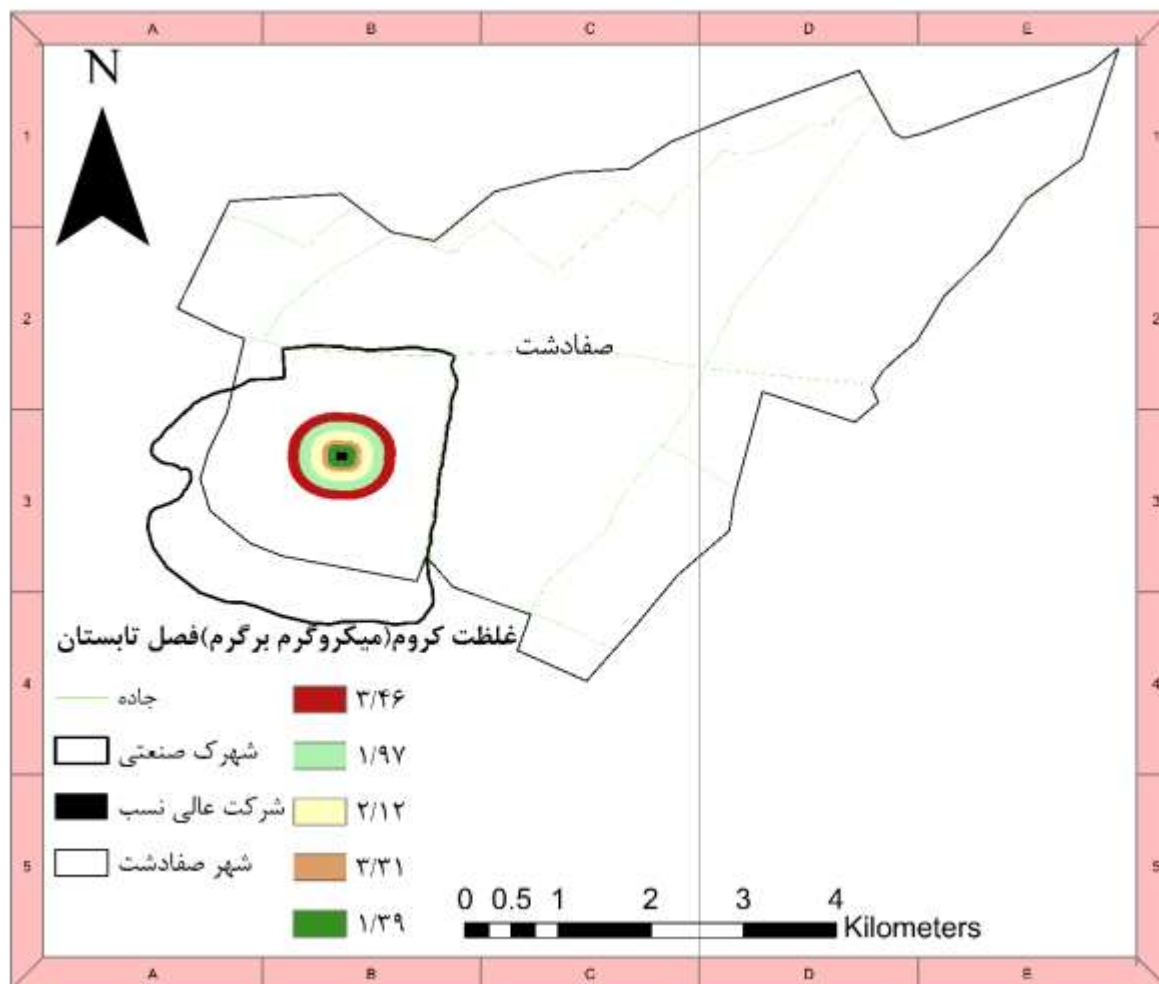 A B C D E
N
1 1
2 2
صفادشت
3 3
غلظت کروم(میکروگرم برگرم)فصل تابستان
4 4
جاده
۳/۴۶
شهرک صنعتی
۱/۹۷
شرکت عالی نسب
۲/۱۲
شهر صفادشت
۳/۳۱
5 5
۱/۳۹
0 0.5 1 2 3 4
Kilometers
A B C D E